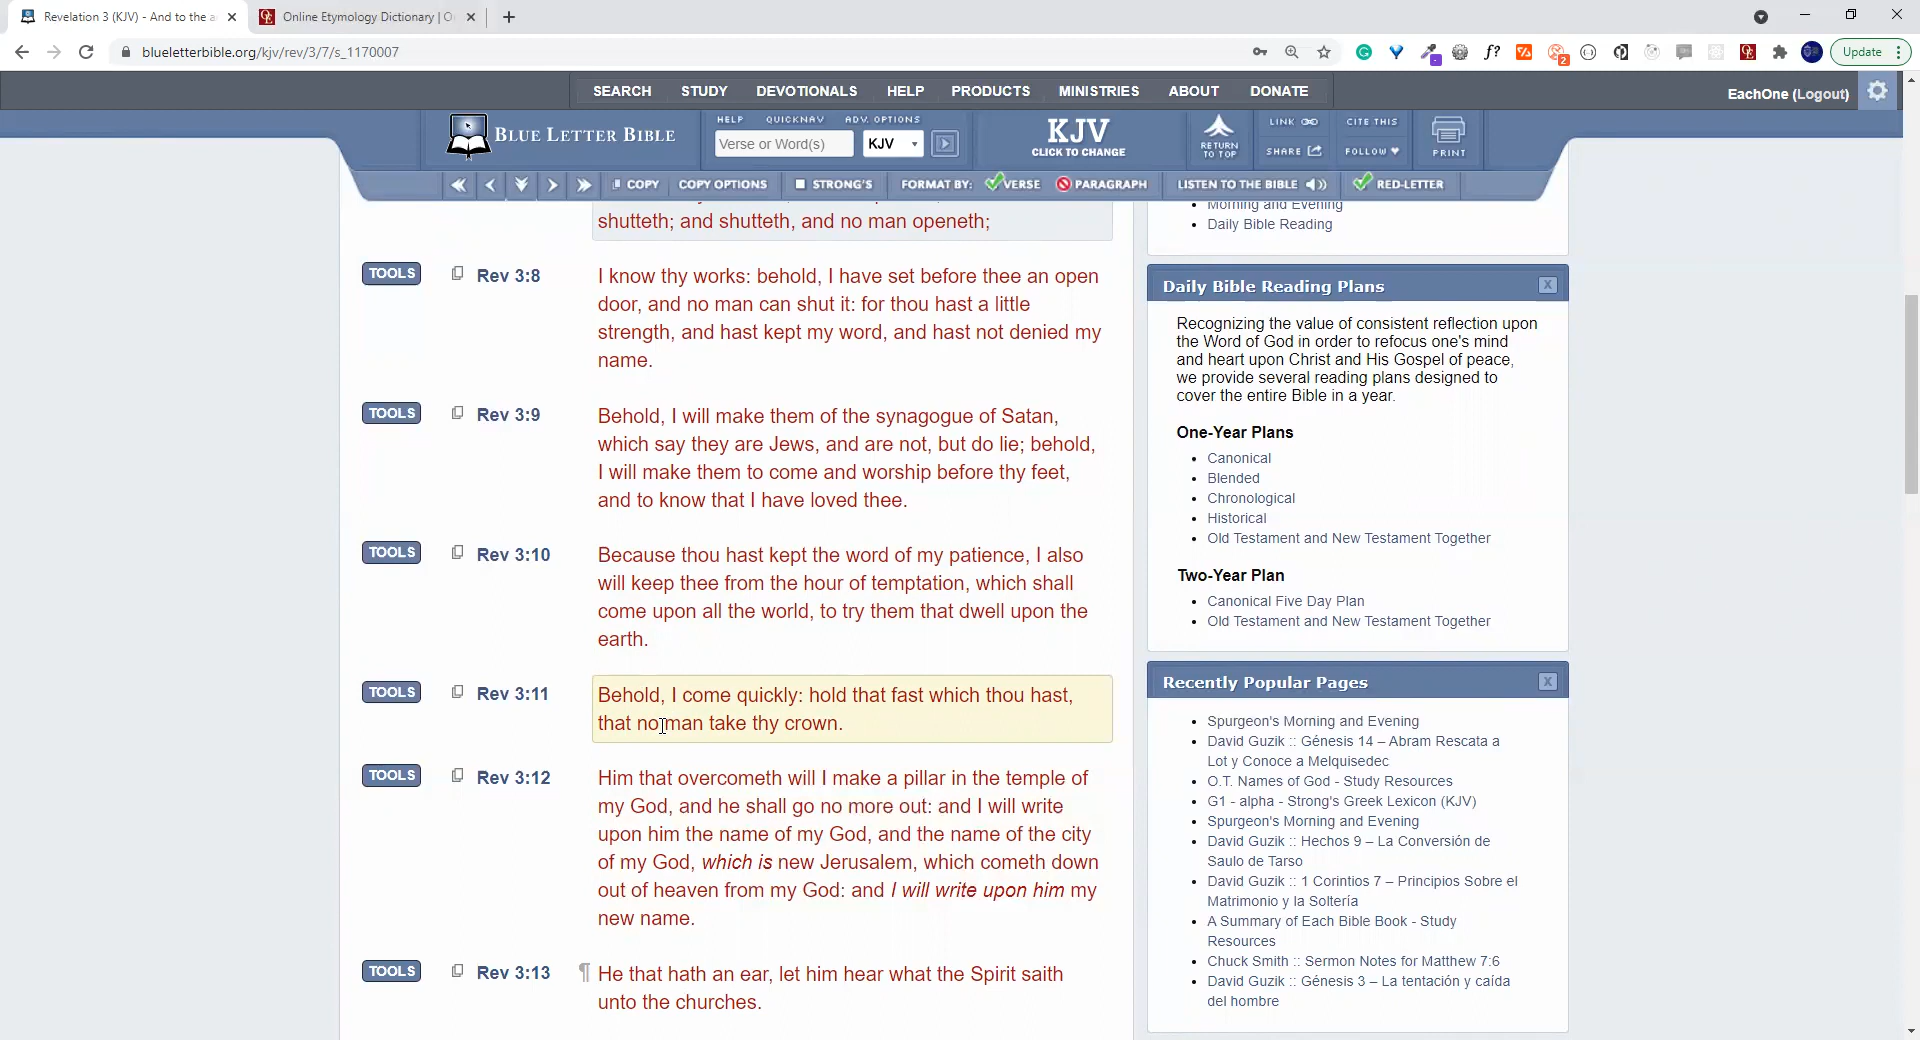 Revelation 3 (KJV) - And to the a
Online Etymology Dictionary | O
blueletterbible.org/kjv/rev/3/7/s_1170007
Update
SEARCH STUDY DEVOTIONALS HELP PRODUCTS MINISTRIES ABOUT DONATE
EachOne (Logout)
BLUE LETTER BIBLE
HELP QUICKNAV ADV. OPTIONS
Verse or Word(s)
KJV
KJV
CLICK TO CHANGE
RETURN
TO TOP
LINK
CITE THIS
SHARE
FOLLOW
PRINT
COPY COPY OPTIONS STRONG'S FORMAT BY: VERSE PARAGRAPH LISTEN TO THE BIBLE RED-LETTER
shutteth; and shutteth, and no man openeth;
TOOLS Rev 3:8 I know thy works: behold, I have set before thee an open
door, and no man can shut it: for thou hast a little
strength, and hast kept my word, and hast not denied my
name.
TOOLS Rev 3:9 Behold, I will make them of the synagogue of Satan,
which say they are Jews, and are not, but do lie; behold,
I will make them to come and worship before thy feet,
and to know that I have loved thee.
TOOLS Rev 3:10 Because thou hast kept the word of my patience, I also
will keep thee from the hour of temptation, which shall
come upon all the world, to try them that dwell upon the
earth.
TOOLS Rev 3:11 Behold, I come quickly: hold that fast which thou hast,
that no man take thy crown.
TOOLS Rev 3:12 Him that overcometh will I make a pillar in the temple of
my God, and he shall go no more out: and I will write
upon him the name of my God, and the name of the city
of my God, which is new Jerusalem, which cometh down
out of heaven from my God: and I will write upon him my
new name.
TOOLS Rev 3:13 ¶ He that hath an ear, let him hear what the Spirit saith
unto the churches.
Morning and Evening
Daily Bible Reading
Daily Bible Reading Plans X
Recognizing the value of consistent reflection upon
the Word of God in order to refocus one's mind
and heart upon Christ and His Gospel of peace,
we provide several reading plans designed to
cover the entire Bible in a year.
One-Year Plans
Canonical
Blended
Chronological
Historical
Old Testament and New Testament Together
Two-Year Plan
Canonical Five Day Plan
Old Testament and New Testament Together
Recently Popular Pages X
Spurgeon's Morning and Evening
David Guzik :: Génesis 14 – Abram Rescata a
Lot y Conoce a Melquisedec
O.T. Names of God - Study Resources
G1 - alpha - Strong's Greek Lexicon (KJV)
Spurgeon's Morning and Evening
David Guzik :: Hechos 9 – La Conversión de
Saulo de Tarso
David Guzik :: 1 Corintios 7 – Principios Sobre el
Matrimonio y la Soltería
A Summary of Each Bible Book - Study
Resources
Chuck Smith :: Sermon Notes for Matthew 7:6
David Guzik :: Génesis 3 – La tentación y caída
del hombre